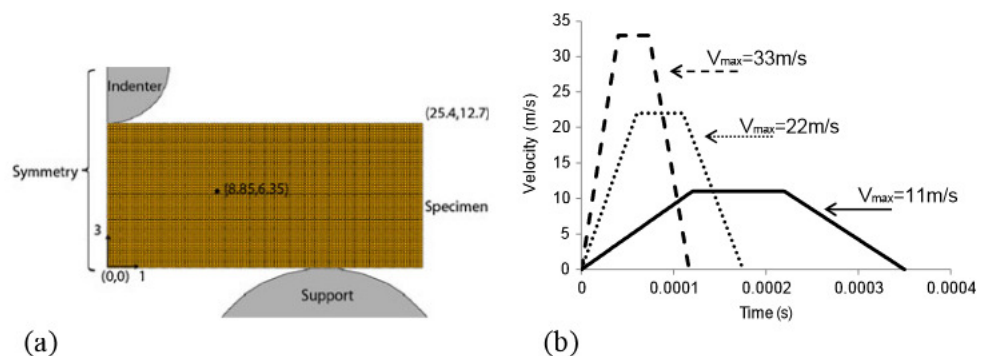 Indenter
(25.4,12.7)
Symmetry
(8.85,6.35)
Specimen
3
(0,0)
1
Support
(a)
35
30
25
20
15
10
5
0
Velocity (m/s)
Vmax=33m/s
Vmax=22m/s
Vmax=11m/s
0
0.0001
0.0002
0.0003
0.0004
Time (s)
(b)